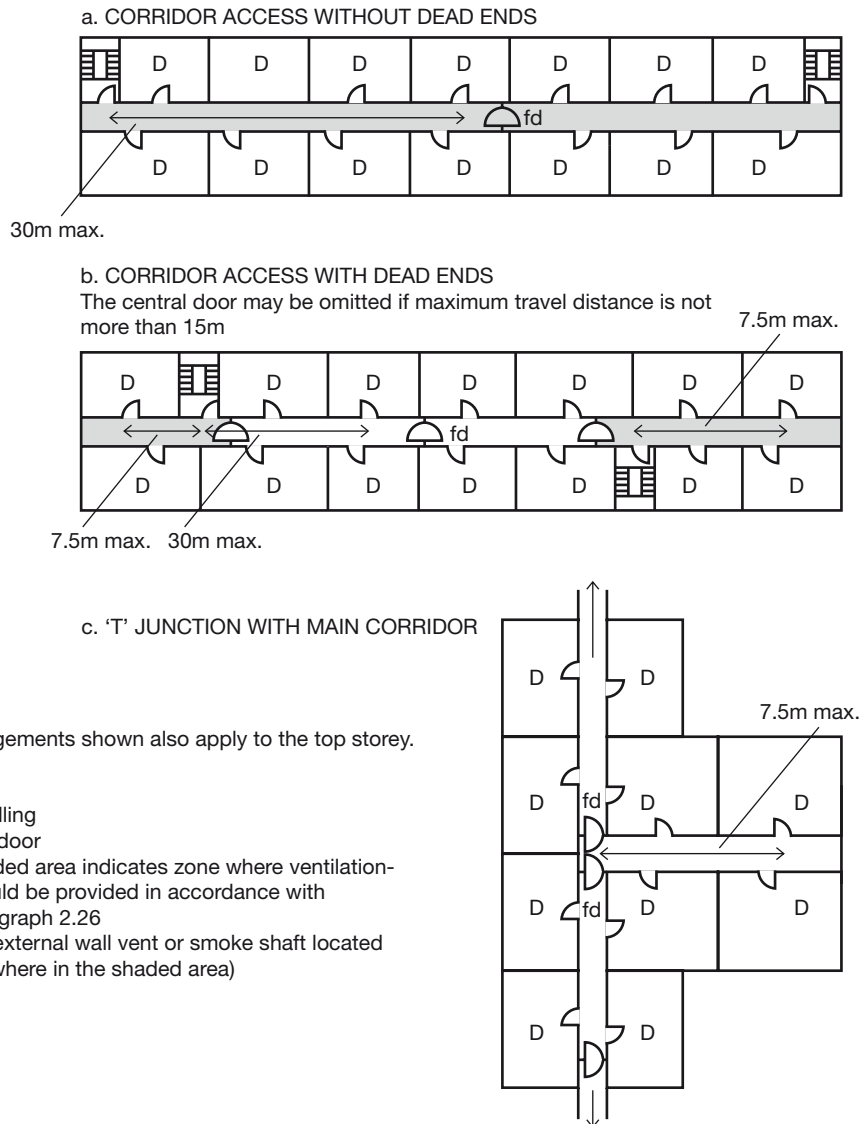 a. CORRIDOR ACCESS WITHOUT DEAD ENDS
D D D D D D D
fd
D D D D D D D
30m max.
b. CORRIDOR ACCESS WITH DEAD ENDS
The central door may be omitted if maximum travel distance is not
more than 15m
7.5m max.
D D D D D D D
fd
D D D D D D D
7.5m max. 30m max.
c. ‘T’ JUNCTION WITH MAIN CORRIDOR
D D
7.5m max.
gements shown also apply to the top storey.
D fd D D
lling
door
ded area indicates zone where ventilation-
uld be provided in accordance with
graph 2.26
external wall vent or smoke shaft located
where in the shaded area)
D fd D D
D D